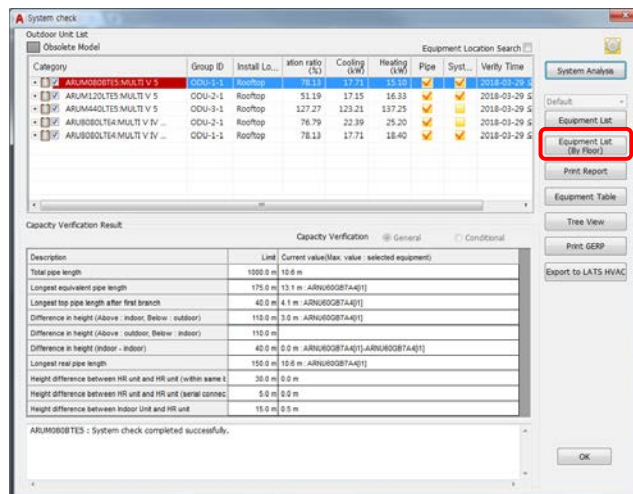 System check
Outdoor Unit List
Obsolete Model
Equipment Location Search
Category Group ID Install Lo... ation ratio (%) Cooling (kW) Heating (kW) Pipe Syst... Verify Time
ARUM080BTE5:MULTI V 5 ODU-1-1 Rooftop 78.13 17.71 15.10 2018-03-29
ARUM120LTE5:MULTI V 5 ODU-2-1 Rooftop 51.19 17.15 16.33 2018-03-29
ARUM440LTE5:MULTI V 5 ODU-3-1 Rooftop 127.27 123.21 137.25 2018-03-29
ARUB080LTE4:MULTI V IV ... ODU-2-1 Rooftop 76.79 22.39 25.20 2018-03-29
ARUB080LTE4:MULTI V IV ... ODU-1-1 Rooftop 78.13 17.71 18.40 2018-03-29
System Analysis
Default
Equipment List
Equipment List
(By Floor)
Print Report
Equipment Table
Tree View
Print GERP
Export to LATS HVAC
Capacity Verification Result
Capacity Verification General Conditional
Description Limit Current value(Max. value : selected equipment)
Total pipe length 1000.0 m 10.6 m
Longest equivalent pipe length 175.0 m 13.1 m : ARNU60GB7A4[I1]
Longest top pipe length after first branch 40.0 m 4.1 m : ARNU60GB7A4[I1]
Difference in height (Above : indoor, Below : outdoor) 110.0 m 3.0 m : ARNU60GB7A4[I1]
Difference in height (Above : outdoor, Below : indoor) 110.0 m
Difference in height (indoor - indoor) 40.0 m 0.0 m : ARNU60GB7A4[I1]-ARNU60GB7A4[I1]
Longest real pipe length 150.0 m 10.6 m : ARNU60GB7A4[I1]
Height difference between HR unit and HR unit (within same b 30.0 m 0.0 m
Height difference between HR unit and HR unit (serial connec 5.0 m 0.0 m
Height difference between Indoor Unit and HR unit 15.0 m 0.5 m
ARUM080BTE5 : System check completed successfully.
OK